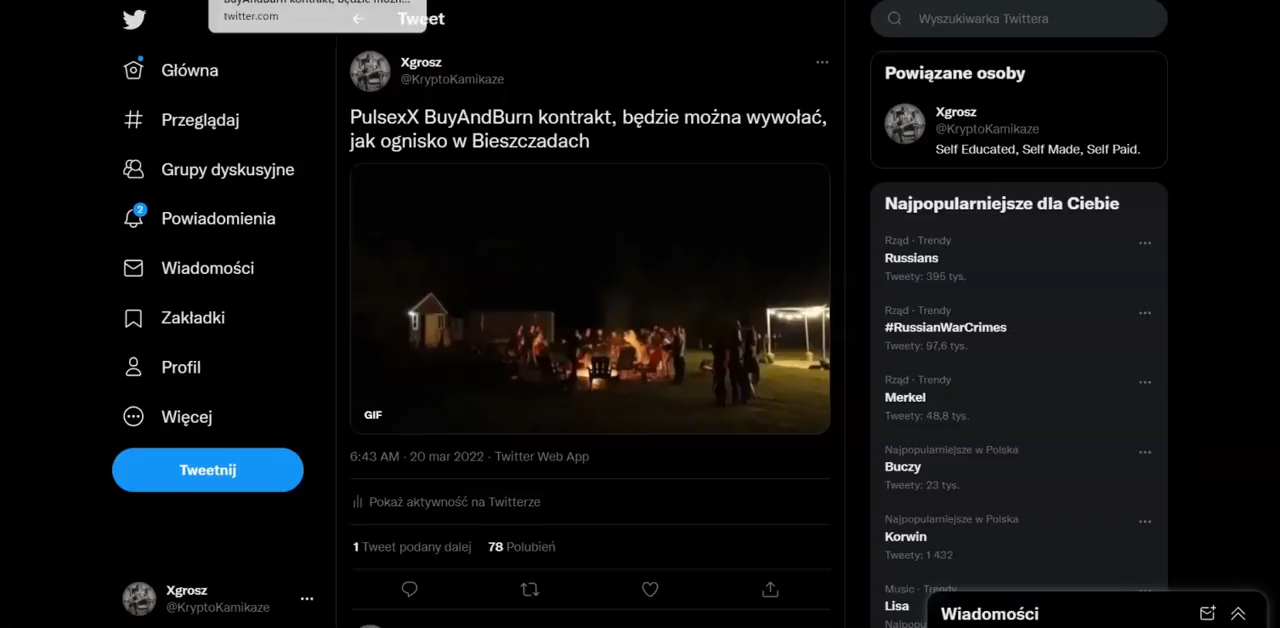 BuyAndBurn kontrakt, będzie możn...
twitter.com
Tweet
Główna
Przeglądaj
Grupy dyskusyjne
2
Powiadomienia
Wiadomości
Zakładki
Profil
Więcej
Tweetnij
Xgrosz
@KryptoKamikaze
Xgrosz
@KryptoKamikaze
PulsexX BuyAndBurn kontrakt, będzie można wywołać,
jak ognisko w Bieszczadach
GIF
6:43 AM · 20 mar 2022 · Twitter Web App
Pokaż aktywność na Twitterze
1 Tweet podany dalej 78 Polubień
Wyszukiwarka Twittera
Powiązane osoby
Xgrosz
@KryptoKamikaze
Self Educated, Self Made, Self Paid.
Najpopularniejsze dla Ciebie
Rząd · Trendy
Russians
Tweety: 395 tys.
Rząd · Trendy
#RussianWarCrimes
Tweety: 97,6 tys.
Rząd · Trendy
Merkel
Tweety: 48,8 tys.
Najpopularniejsze w Polska
Buczy
Tweety: 23 tys.
Najpopularniejsze w Polska
Korwin
Tweety: 1 432
Music · Trendy
Lisa
Wiadomości